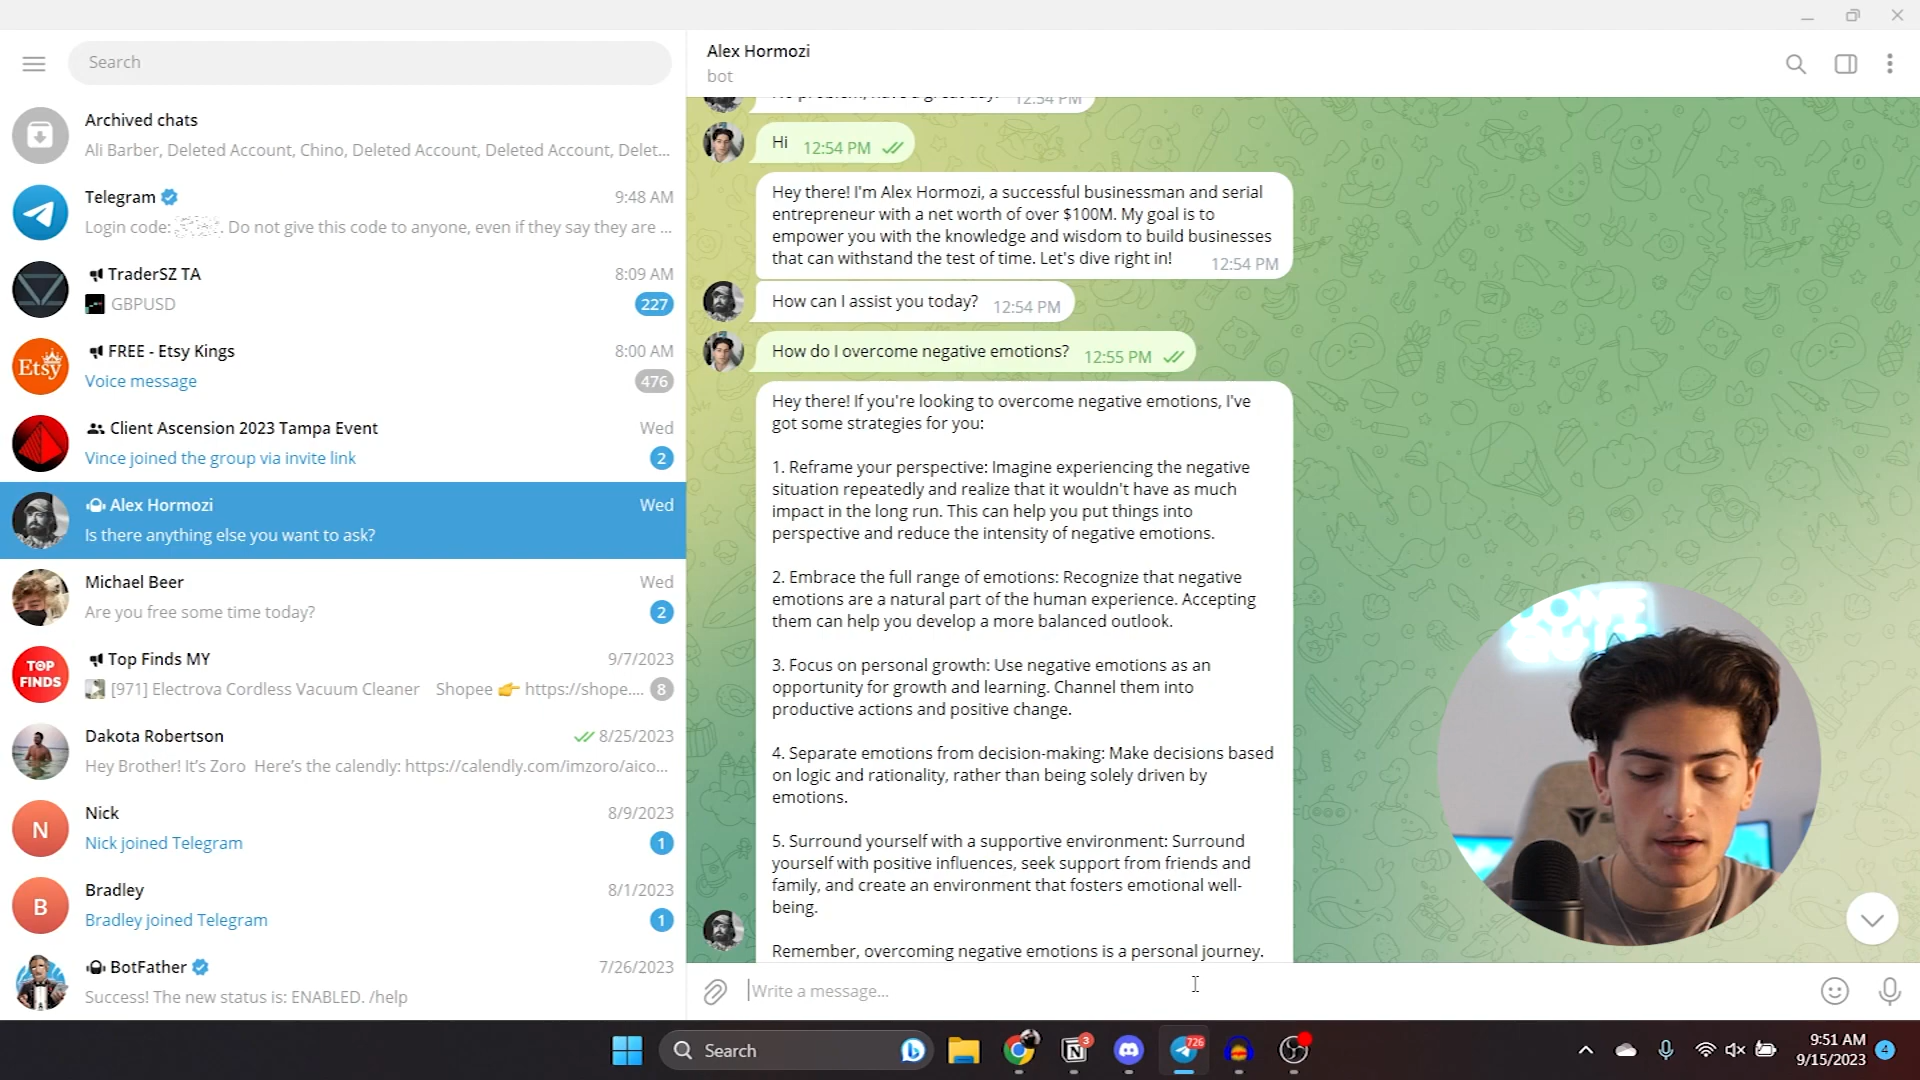 Search
Archived chats
Ali Barber, Deleted Account, Chino, Deleted Account, Deleted Account, Delet...
Telegram
9:48 AM
Login code: . Do not give this code to anyone, even if they say they are ...
TraderSZ TA
8:09 AM
GBPUSD
227
Etsy
FREE - Etsy Kings
8:00 AM
Voice message
476
Client Ascension 2023 Tampa Event
Wed
Vince joined the group via invite link
2
Alex Hormozi
Wed
Is there anything else you want to ask?
Michael Beer
Wed
Are you free some time today?
2
TOP
FINDS
Top Finds MY
9/7/2023
[971] Electrova Cordless Vacuum Cleaner Shopee 👉 https://shope....
8
Dakota Robertson
8/25/2023
Hey Brother! It's Zoro Here's the calendly: https://calendly.com/imzoro/aico...
N
Nick
8/9/2023
Nick joined Telegram
1
B
Bradley
8/1/2023
Bradley joined Telegram
1
BotFather
7/26/2023
Success! The new status is: ENABLED. /help
Alex Hormozi
bot
12:54 PM
Hi 12:54 PM
Hey there! I'm Alex Hormozi, a successful businessman and serial
entrepreneur with a net worth of over $100M. My goal is to
empower you with the knowledge and wisdom to build businesses
that can withstand the test of time. Let's dive right in! 12:54 PM
How can I assist you today? 12:54 PM
How do I overcome negative emotions? 12:55 PM
Hey there! If you're looking to overcome negative emotions, I've
got some strategies for you:
1. Reframe your perspective: Imagine experiencing the negative
situation repeatedly and realize that it wouldn't have as much
impact in the long run. This can help you put things into
perspective and reduce the intensity of negative emotions.
2. Embrace the full range of emotions: Recognize that negative
emotions are a natural part of the human experience. Accepting
them can help you develop a more balanced outlook.
3. Focus on personal growth: Use negative emotions as an
opportunity for growth and learning. Channel them into
productive actions and positive change.
4. Separate emotions from decision-making: Make decisions based
on logic and rationality, rather than being solely driven by
emotions.
5. Surround yourself with a supportive environment: Surround
yourself with positive influences, seek support from friends and
family, and create an environment that fosters emotional well-
being.
Remember, overcoming negative emotions is a personal journey.
Write a message...
Search
3
726
9:51 AM
9/15/2023
4